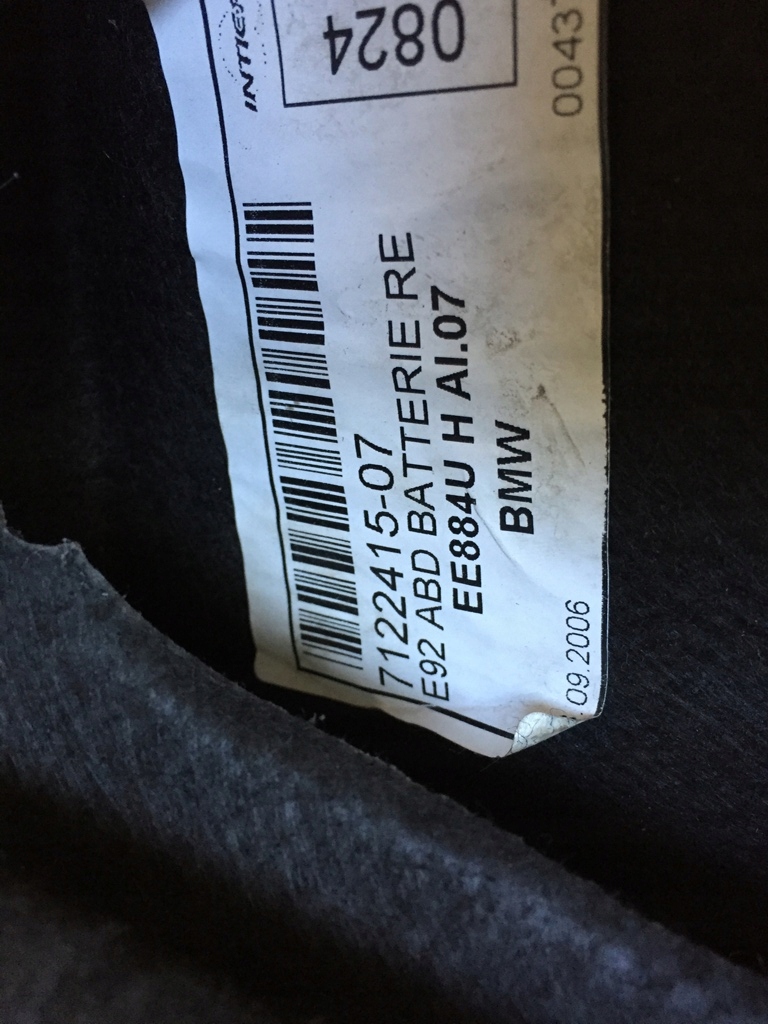 7122415-07
E92 ABD BATTERIE RE
EE884U H AI.07
BMW
09.2006
0824
0043